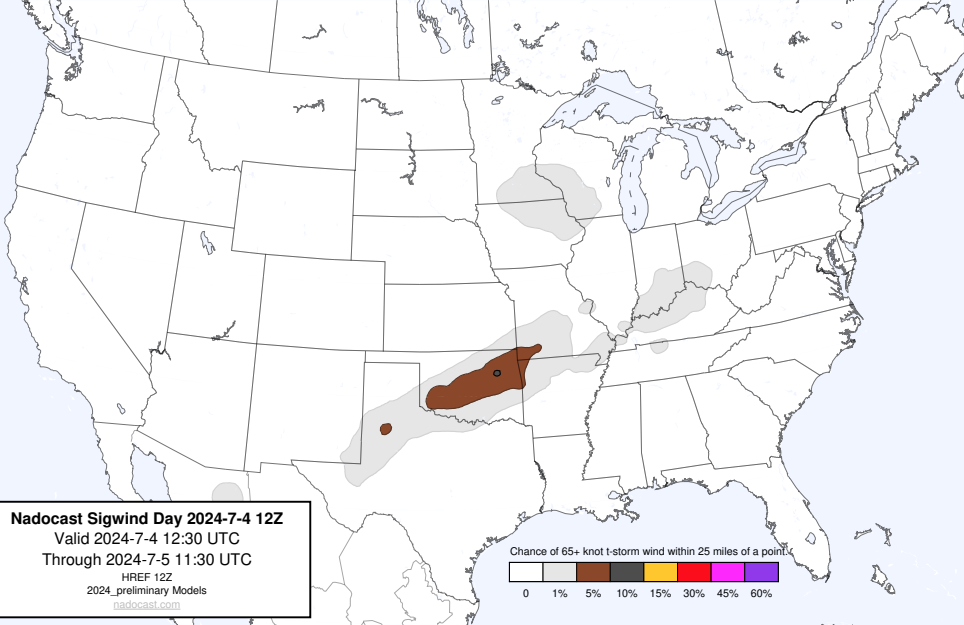 Nadocast Sigwind Day 2024-7-4 12Z
Valid 2024-7-4 12:30 UTC
Through 2024-7-5 11:30 UTC
HREF 12Z
2024_preliminary Models
nadocast.com
Chance of 65+ knot t-storm wind within 25 miles of a point.
0 1% 5% 10% 15% 30% 45% 60%